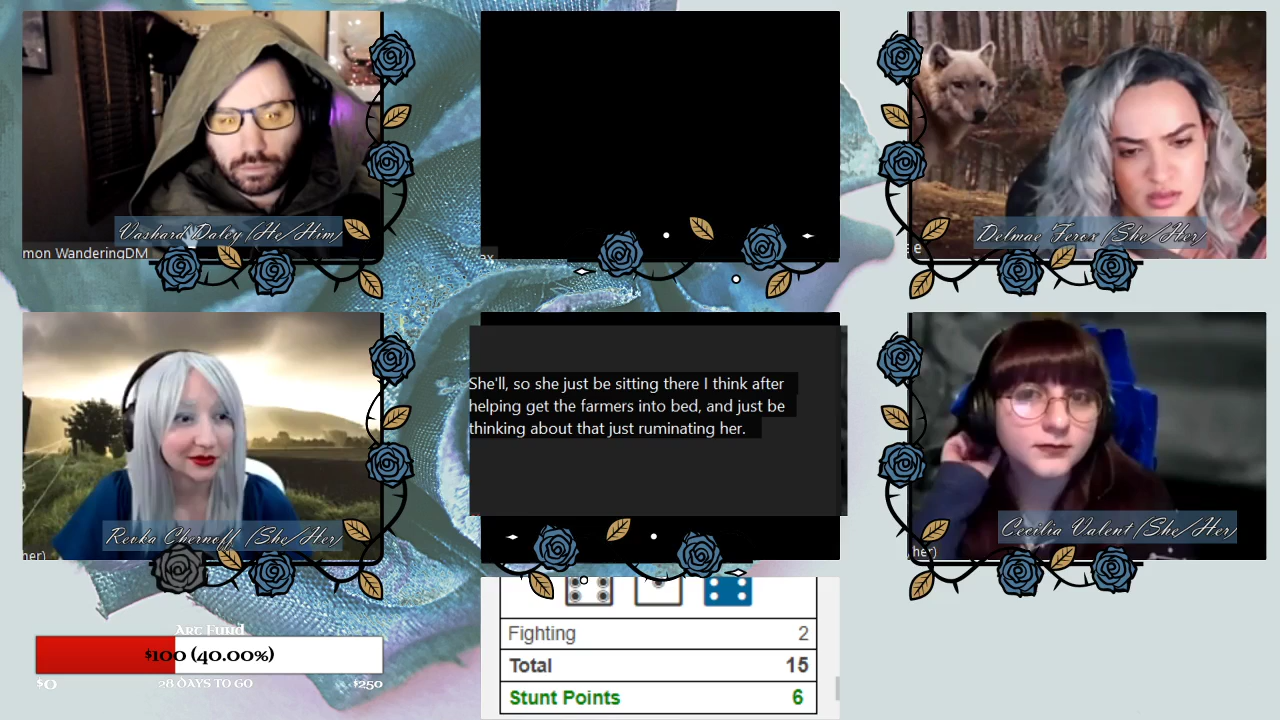 Vashard Daley (He/Him)
mon WanderingDM
Delmae Ferox (She/Her)
She'll, so she just be sitting there I think after
helping get the farmers into bed, and just be
thinking about that just ruminating her.
Revka Chernoff (She/Her)
her)
Cecilia Valent (She/Her)
her)
Art Fund
$100 (40.00%)
$0 28 DAYS TO GO $250
Fighting 2
Total 15
Stunt Points 6